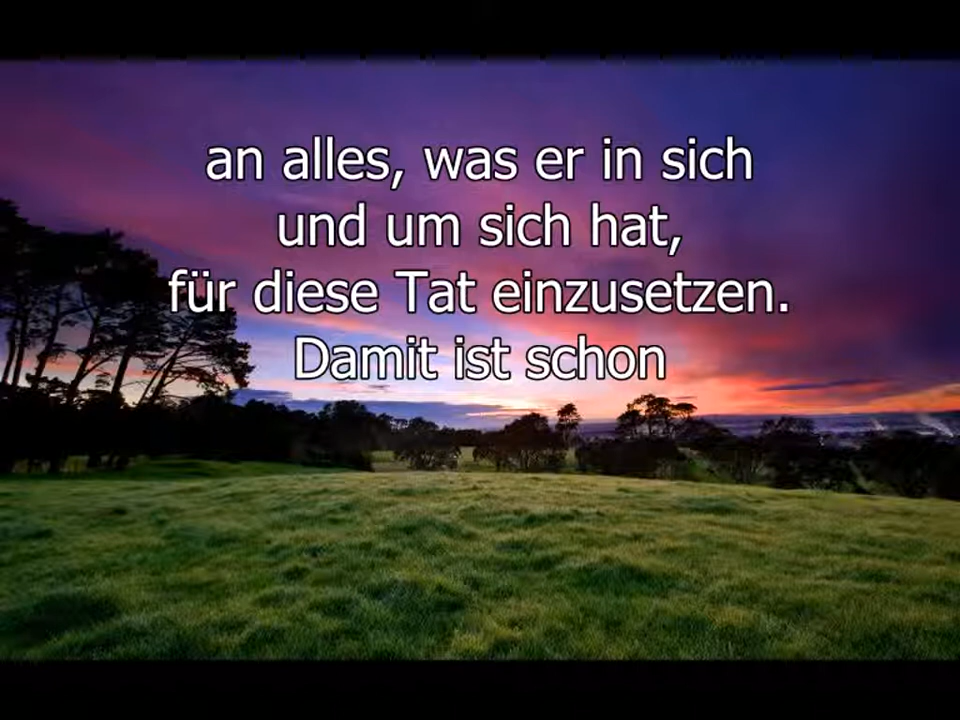 an alles, was er in sich
und um sich hat,
für diese Tat einzusetzen.
Damit ist schon